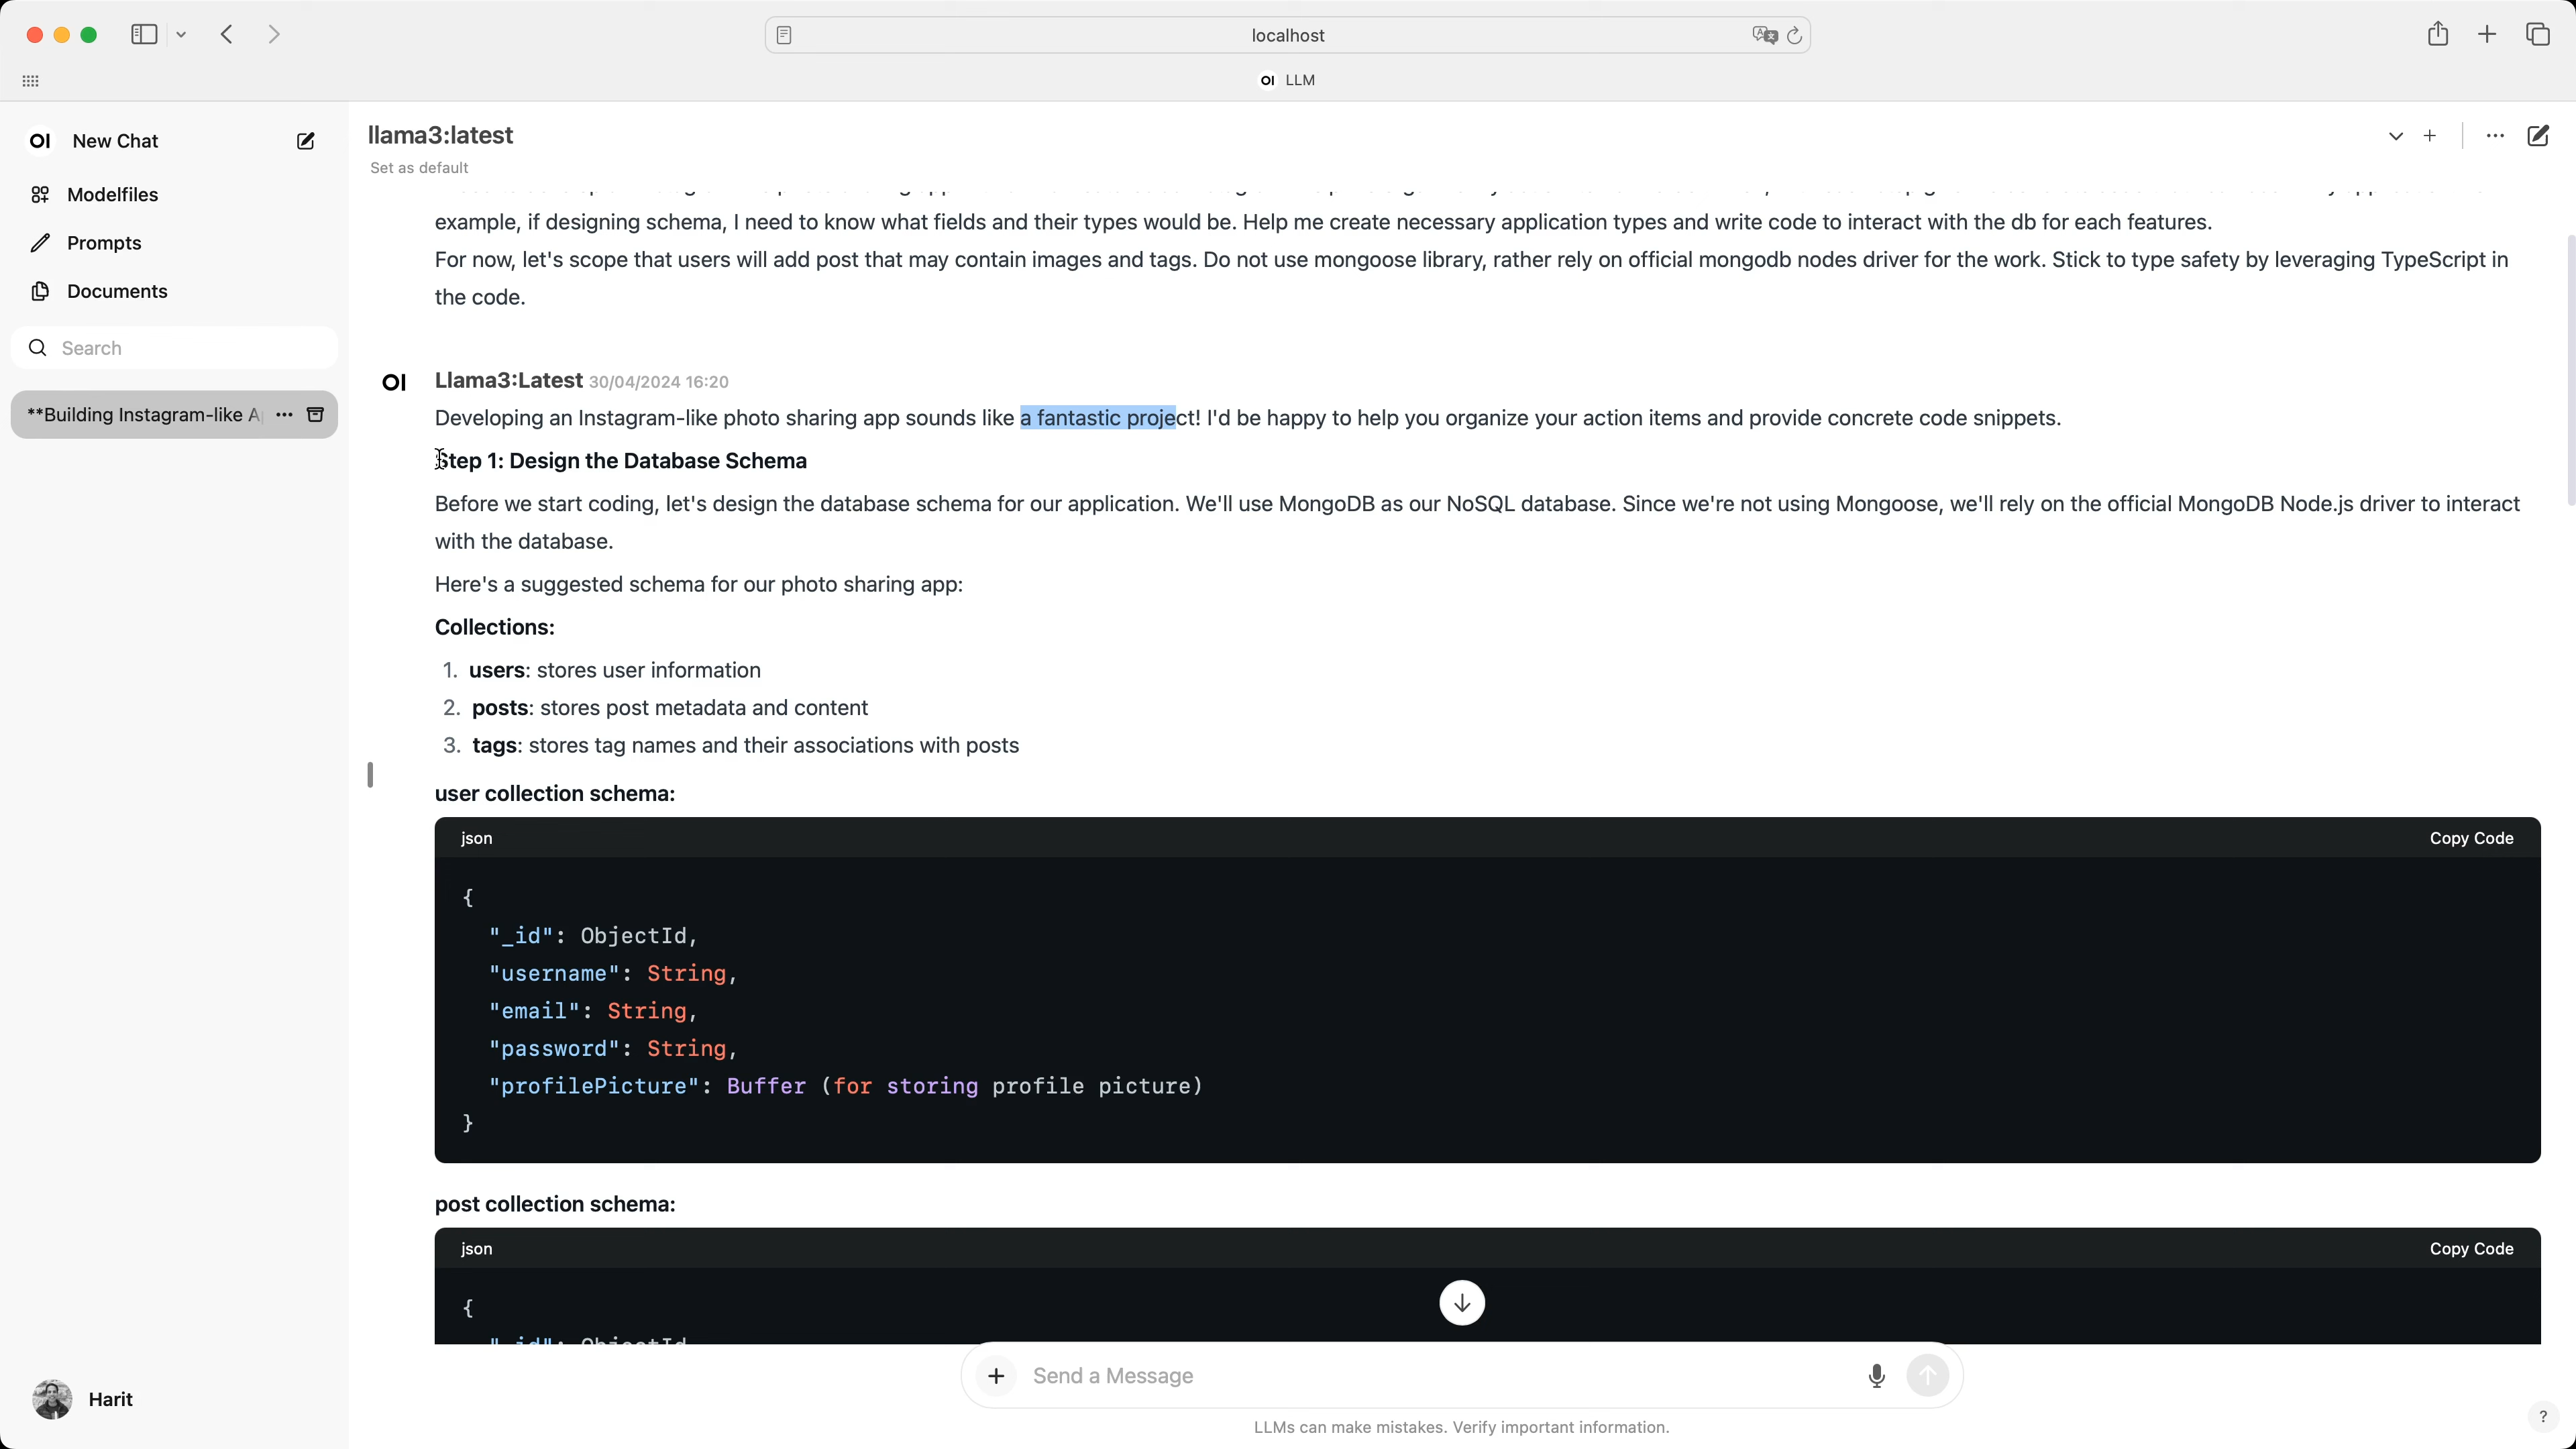 localhost
OI LLM
OI New Chat
Modelfiles
Prompts
Documents
Search
**Building Instagram-like A
Harit
llama3:latest
Set as default
example, if designing schema, I need to know what fields and their types would be. Help me create necessary application types and write code to interact with the db for each features.
For now, let's scope that users will add post that may contain images and tags. Do not use mongoose library, rather rely on official mongodb nodes driver for the work. Stick to type safety by leveraging TypeScript in
the code.
OI Llama3:Latest 30/04/2024 16:20
Developing an Instagram-like photo sharing app sounds like a fantastic project! I'd be happy to help you organize your action items and provide concrete code snippets.
Step 1: Design the Database Schema
Before we start coding, let's design the database schema for our application. We'll use MongoDB as our NoSQL database. Since we're not using Mongoose, we'll rely on the official MongoDB Node.js driver to interact
with the database.
Here's a suggested schema for our photo sharing app:
Collections:
1. users: stores user information
2. posts: stores post metadata and content
3. tags: stores tag names and their associations with posts
user collection schema:
json Copy Code
{
"_id": ObjectId,
"username": String,
"email": String,
"password": String,
"profilePicture": Buffer (for storing profile picture)
}
post collection schema:
json Copy Code
{
"_id": ObjectId
Send a Message
LLMs can make mistakes. Verify important information.
?